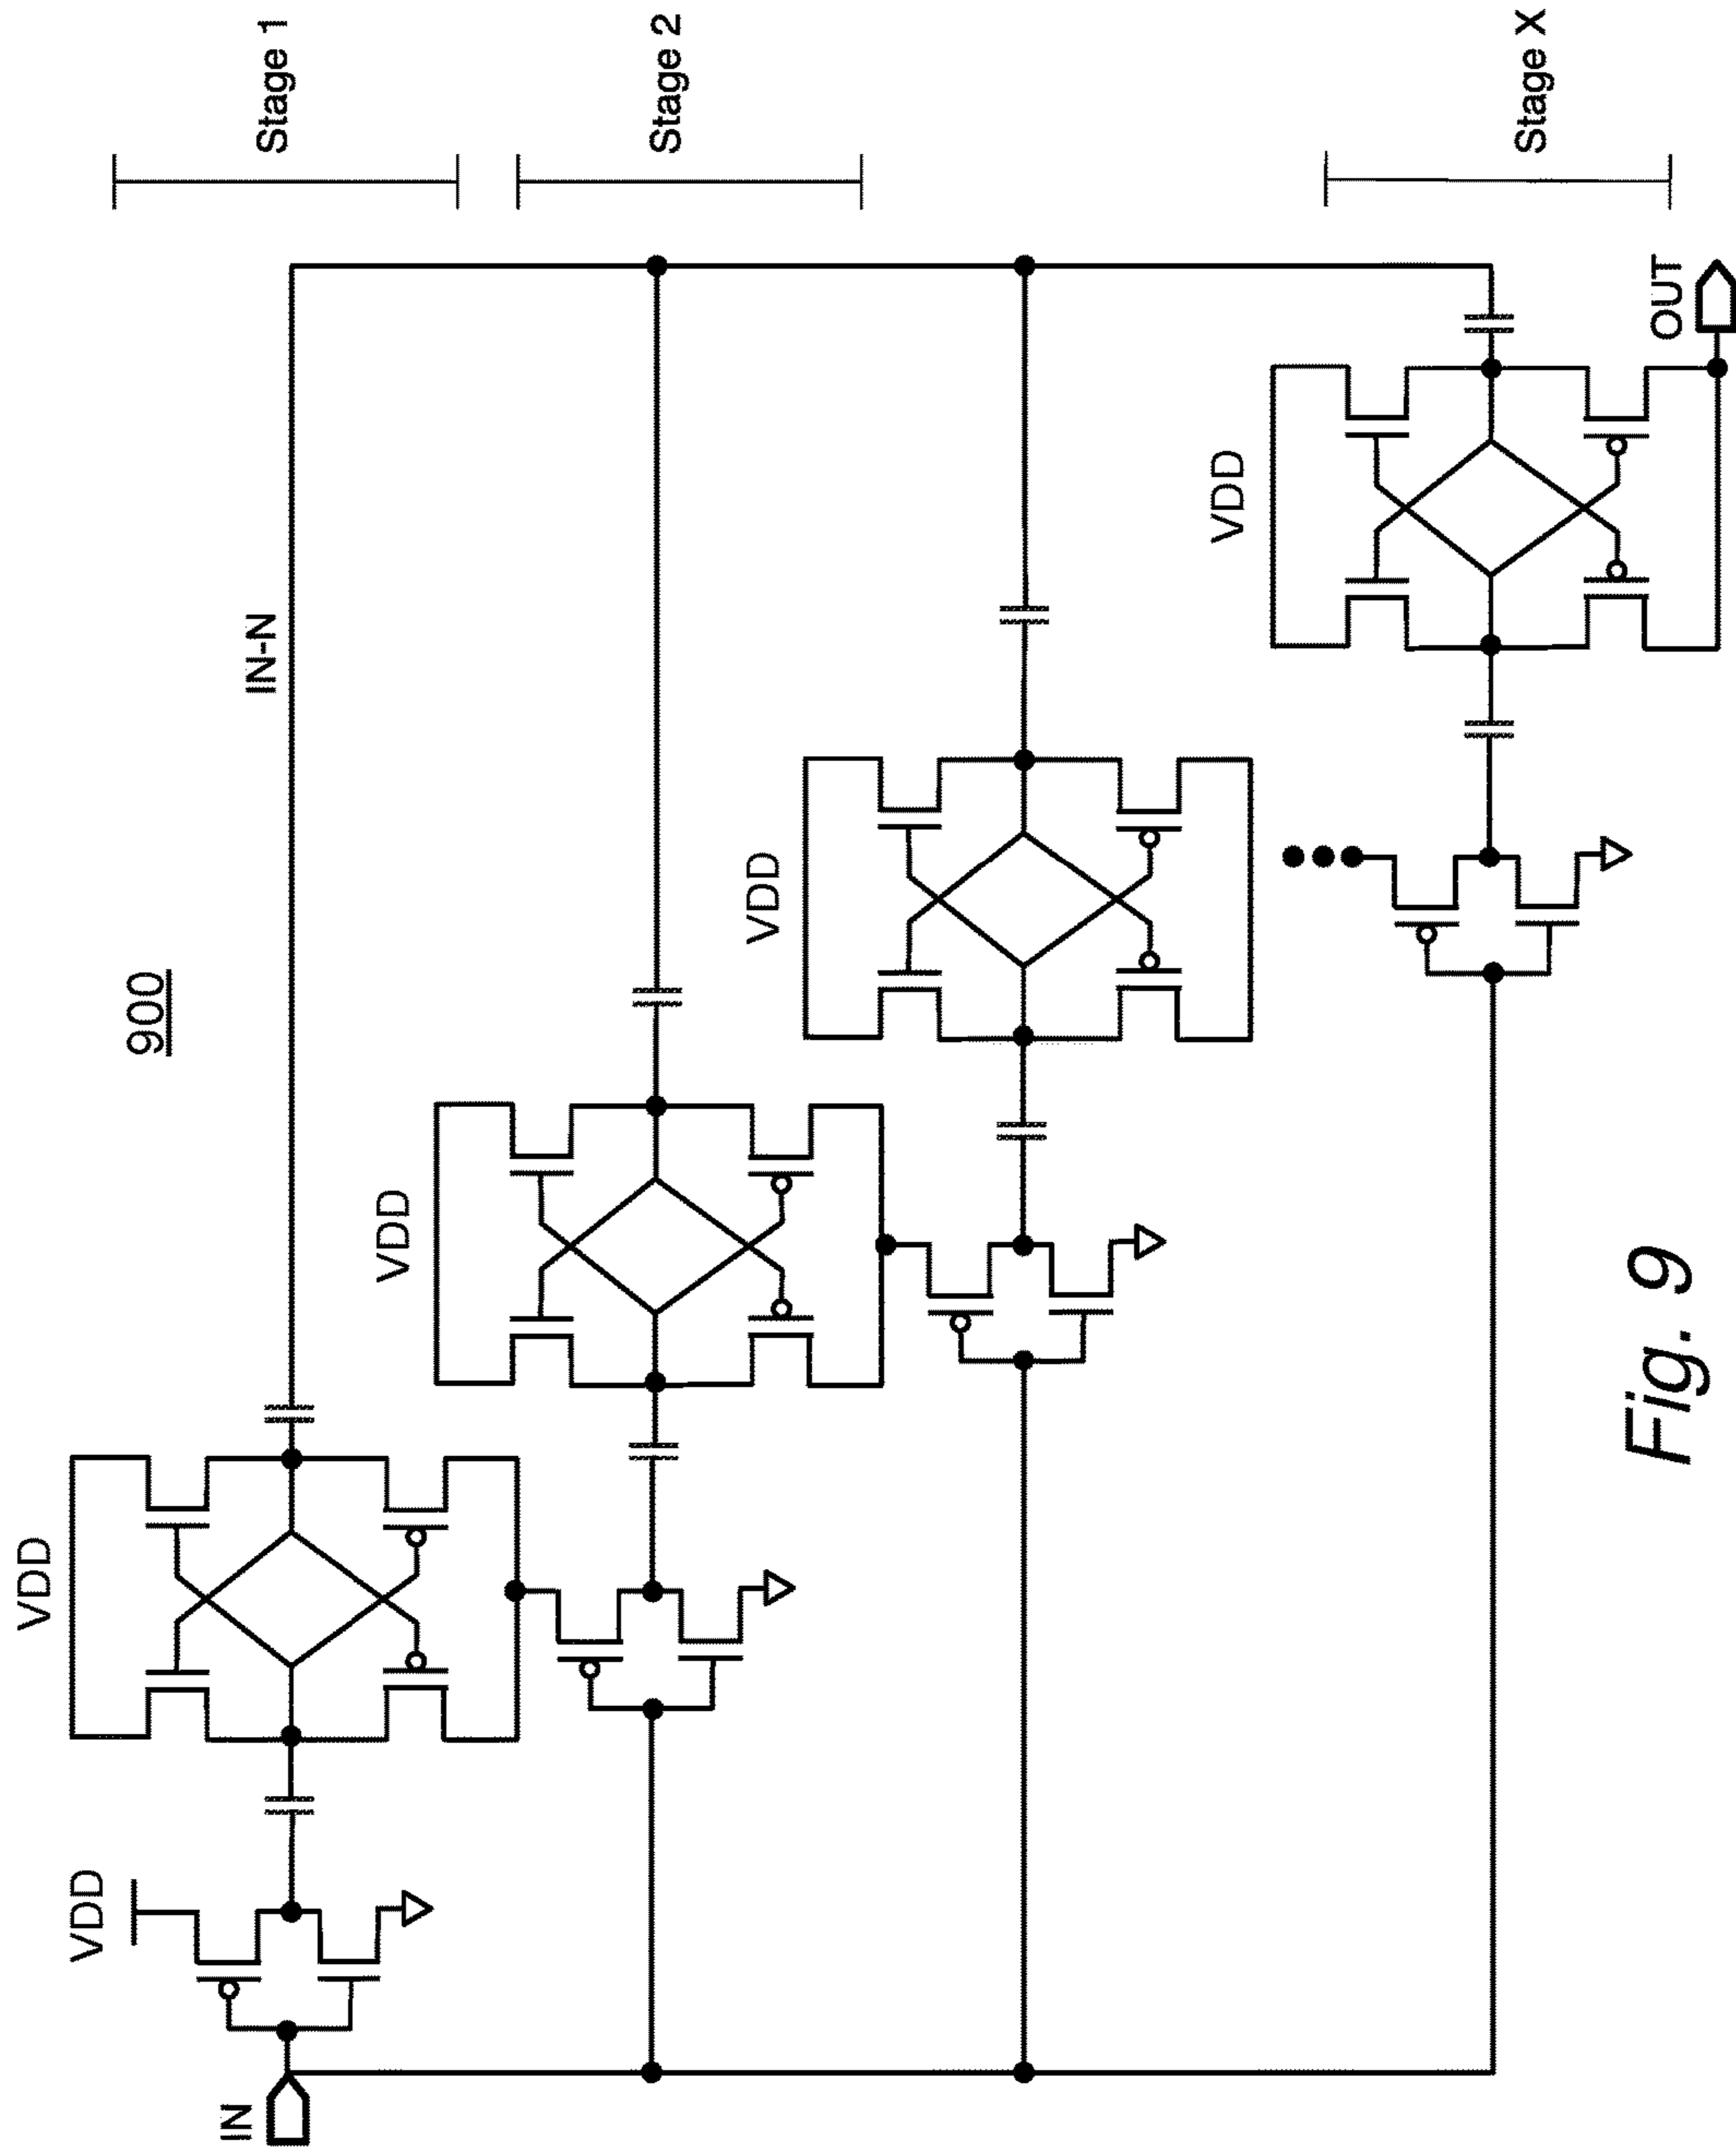 900
Stage 1
Stage 2
Stage X
VDD
VDD
IN-N
VDD
VDD
VDD
IN
OUT
Fig. 9